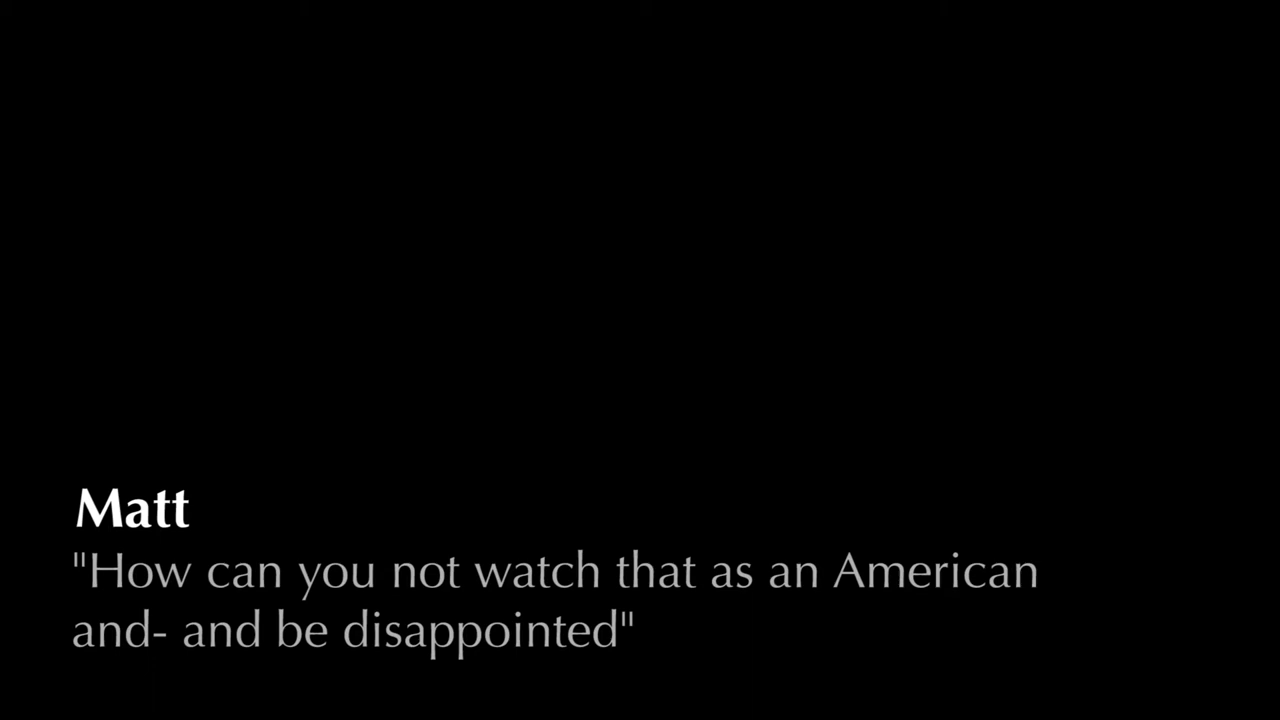 Matt
"How can you not watch that as an American
and- and be disappointed"